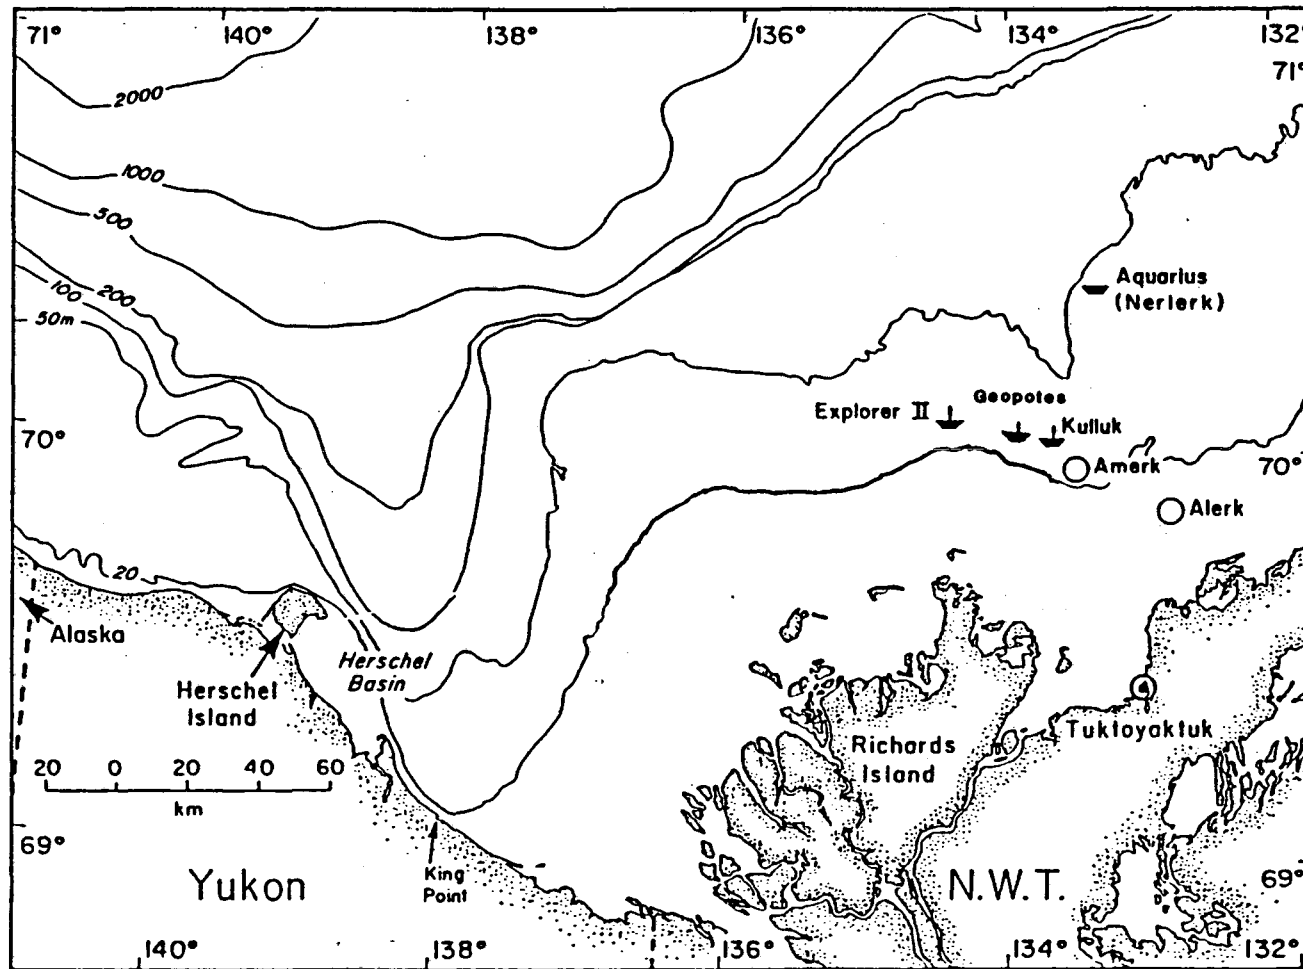 71°
140°
138°
136°
134°
132°
71°
2000
1000
500
200
100
50m
Aquarius
(Nerlerk)
Explorer II
Geopotes
Kulluk
70°
Amerk
70°
Alerk
20
Alaska
Herschel
Basin
Herschel
Island
Richards
Island
Tuktoyaktuk
20 0 20 40 60
km
69°
Yukon
King
Point
N.W.T.
69°
140°
138°
136°
134°
132°